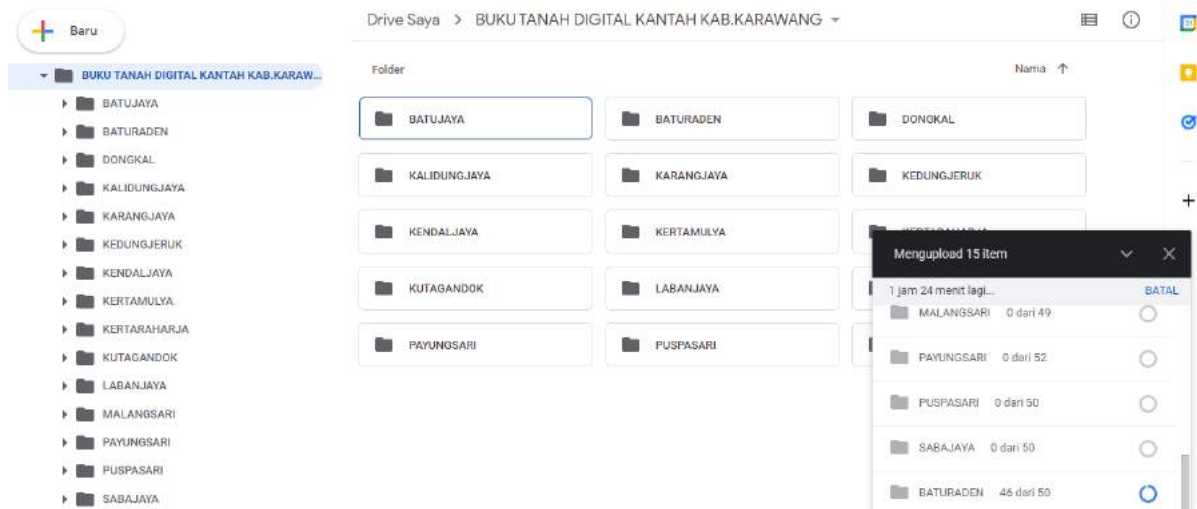 Baru
Drive Saya > BUKU TANAH DIGITAL KANTAH KAB.KARAWANG
BUKU TANAH DIGITAL KANTAH KAB.KARAW...
BATUJAYA
BATURADEN
DONGKAL
KALIDUNGJAYA
KARANGJAYA
KEDUNGJERUK
KENDALJAYA
KERTAMULYA
KERTARAHARJA
KUTAGANDOK
LABANJAYA
MALANGSARI
PAYUNGSARI
PUSPASARI
SABAJAYA
Folder
Nama ↑
BATUJAYA
BATURADEN
DONGKAL
KALIDUNGJAYA
KARANGJAYA
KEDUNGJERUK
KENDALJAYA
KERTAMULYA
KUTAGANDOK
LABANJAYA
PAYUNGSARI
PUSPASARI
Mengupload 15 item
1 jam 24 menit lagi...
BATAL
MALANGSARI 0 dari 49
PAYUNGSARI 0 dari 52
PUSPASARI 0 dari 50
SABAJAYA 0 dari 50
BATURADEN 46 dari 50